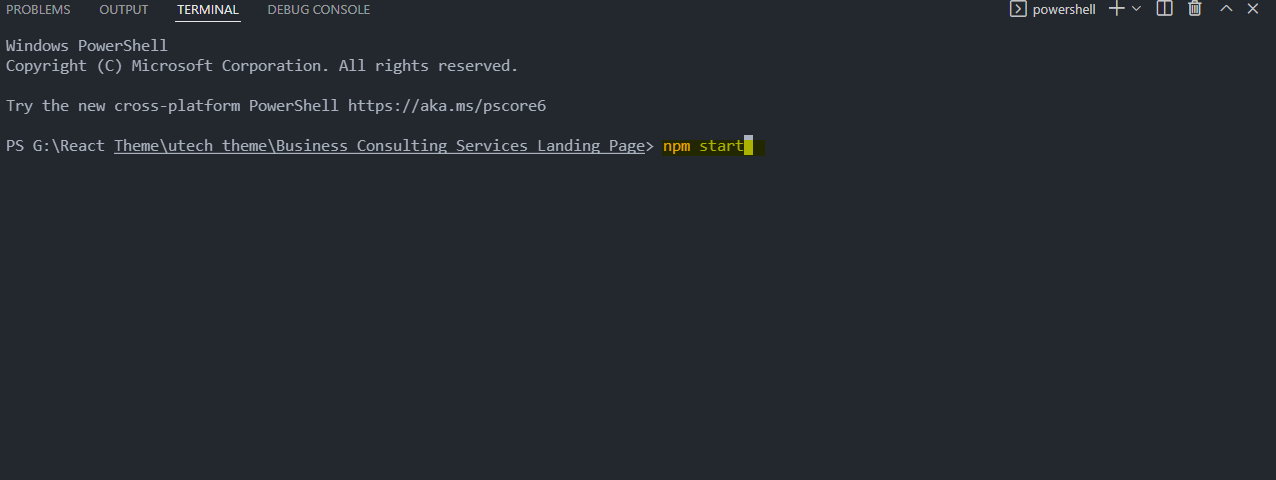 PROBLEMS OUTPUT TERMINAL DEBUG CONSOLE powershell
Windows PowerShell
Copyright (C) Microsoft Corporation. All rights reserved.
Try the new cross-platform PowerShell https://aka.ms/pscore6
PS G:\React Theme\utech theme\Business Consulting Services Landing Page> npm start